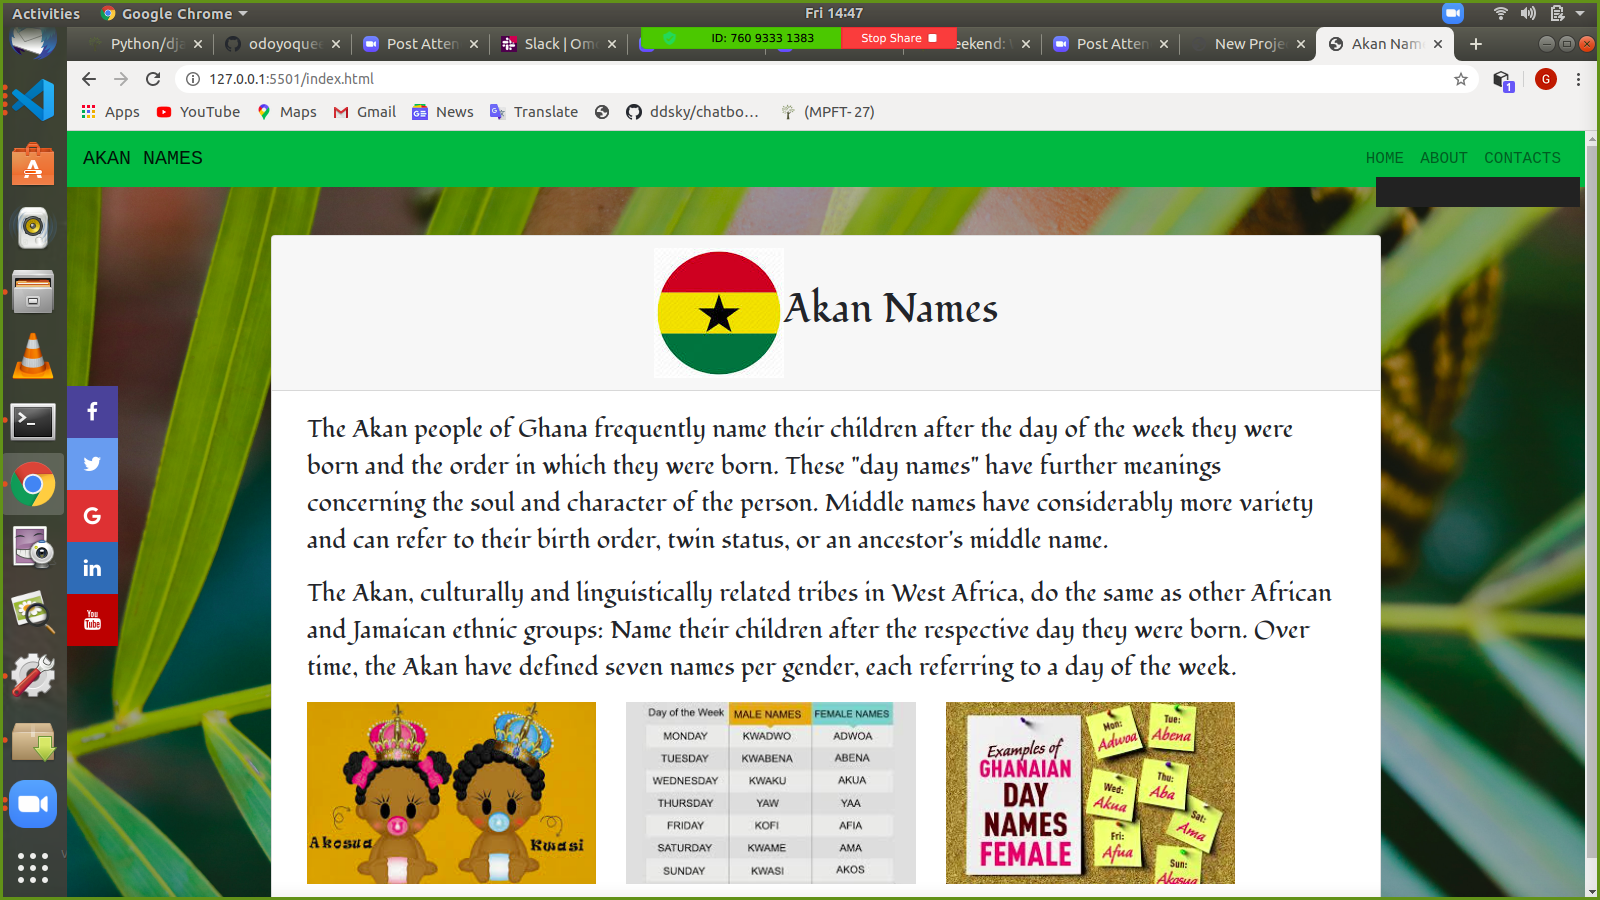 Activities
Google Chrome
Fri 14:47
Python/dja
odoyoque
Post Atten
Slack | Om
ID: 760 9333 1383
Stop Share
eekend:
Post Atten
New Proje
Akan Nam
127.0.0.1:5501/index.html
G
1
Apps
YouTube
Maps
Gmail
News
Translate
ddsky/chatbo...
(MPFT-27)
AKAN NAMES
HOME ABOUT CONTACTS
Akan Names
The Akan people of Ghana frequently name their children after the day of the week they were
born and the order in which they were born. These "day names" have further meanings
concerning the soul and character of the person. Middle names have considerably more variety
and can refer to their birth order, twin status, or an ancestor's middle name.
The Akan, culturally and linguistically related tribes in West Africa, do the same as other African
and Jamaican ethnic groups: Name their children after the respective day they were born. Over
time, the Akan have defined seven names per gender, each referring to a day of the week.
f
G
in
You
Tube
Akosua
Kwasi
Day of the Week MALE NAMES FEMALE NAMES
MONDAY KWADWO ADWOA
TUESDAY KWABENA ABENA
WEDNESDAY KWAKU AKUA
THURSDAY YAW YAA
FRIDAY KOFI AFIA
SATURDAY KWAME AMA
SUNDAY KWASI AKOS
Examples of
GHANAIAN
DAY
NAMES
FEMALE
Mon:
Adwoa
Tue:
Abena
Wed:
Akua
Thu:
Aba
Fri:
Afua
Sat:
Ama
Sun:
Akosua